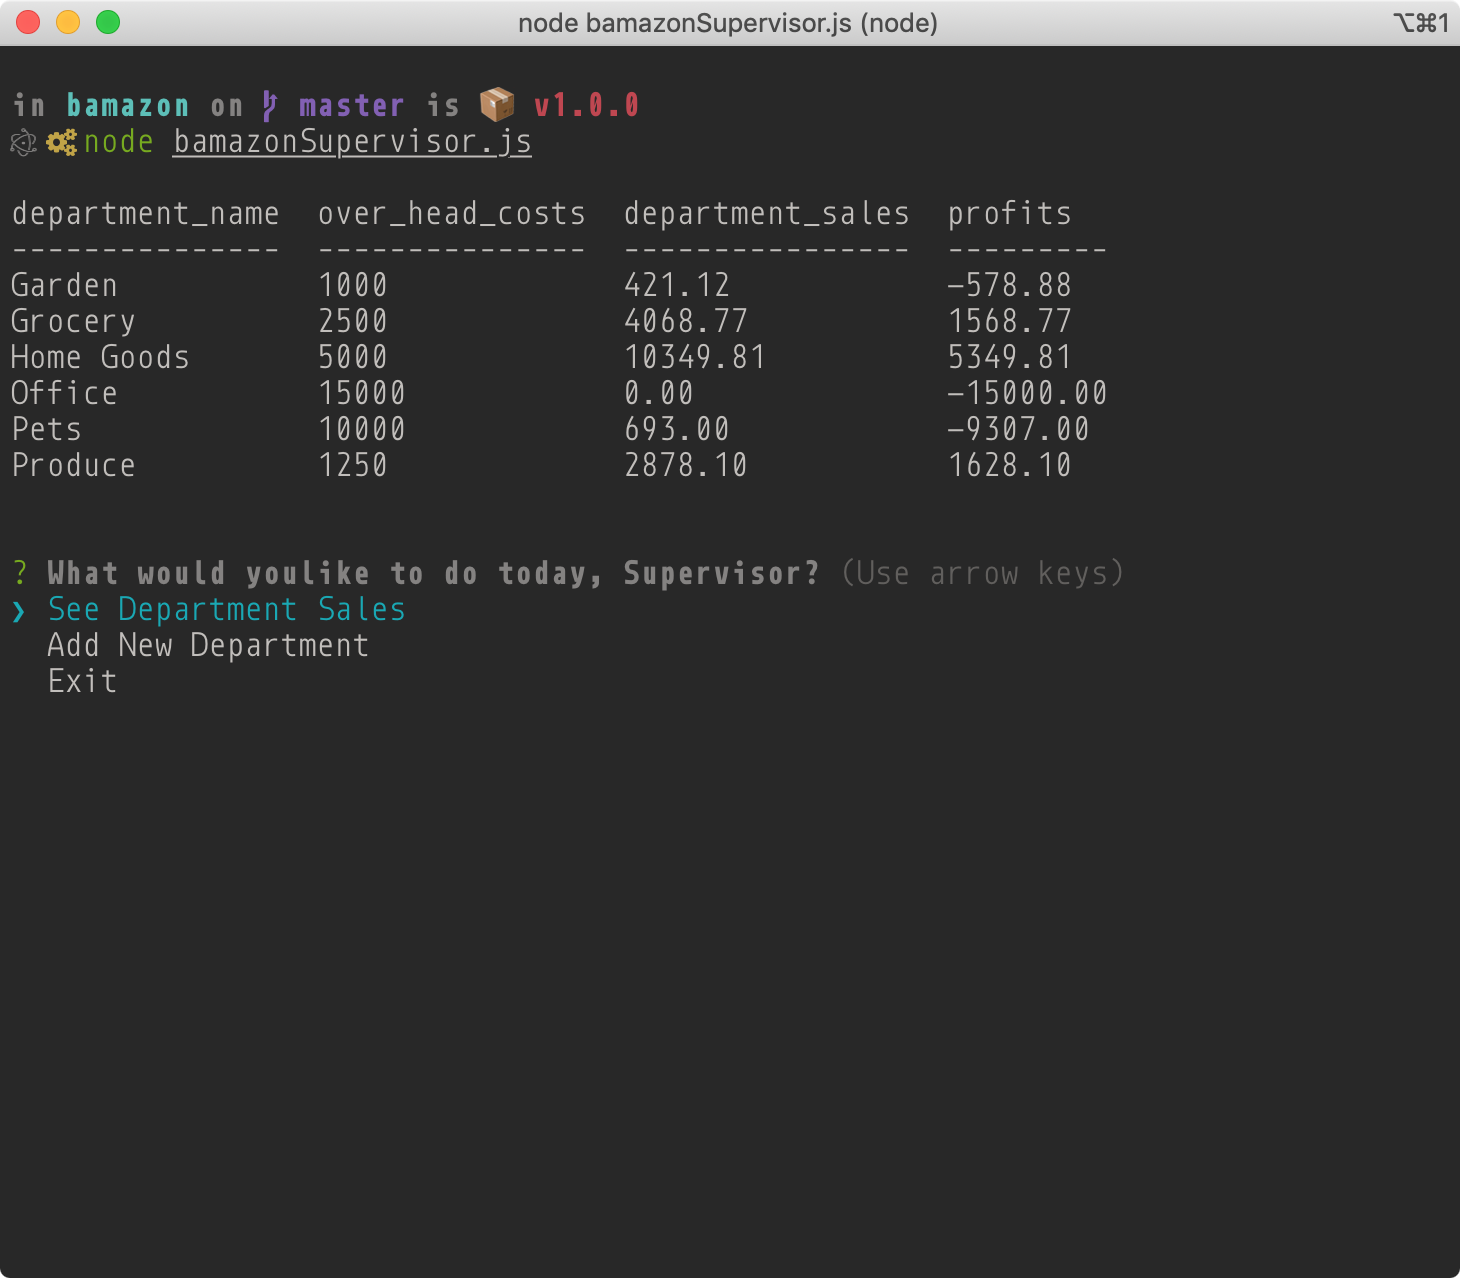 node bamazonSupervisor.js (node) ⌥⌘1
in bamazon on master is 📦 v1.0.0
node bamazonSupervisor.js
department_name  over_head_costs  department_sales  profits
---------------  ---------------  ----------------  ---------
Garden           1000             421.12            -578.88
Grocery          2500             4068.77           1568.77
Home Goods       5000             10349.81          5349.81
Office           15000            0.00              -15000.00
Pets             10000            693.00            -9307.00
Produce          1250             2878.10           1628.10
? What would youlike to do today, Supervisor? (Use arrow keys)
❯ See Department Sales
Add New Department
Exit